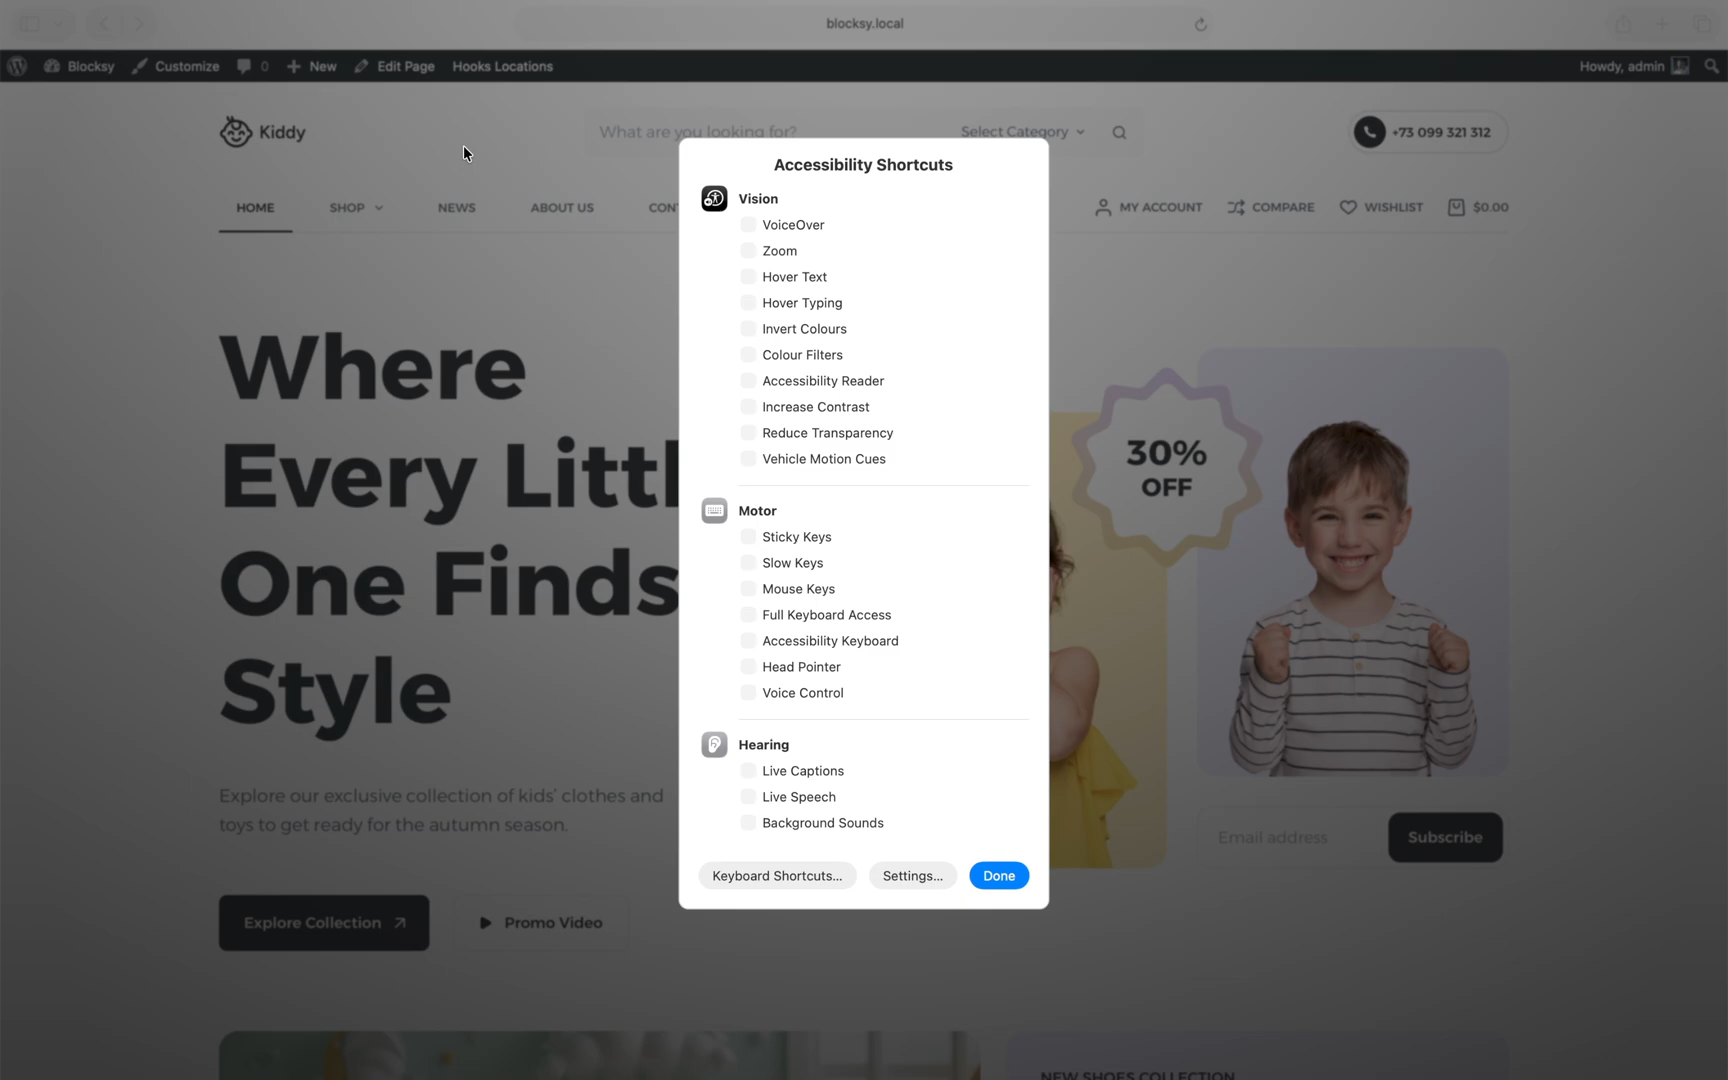 blocksy.local
Blocksy Customize 0 New Edit Page Hooks Locations Howdy, admin
Kiddy
What are you looking for? Select Category
+73 099 321 312
HOME SHOP NEWS ABOUT US MY ACCOUNT COMPARE WISHLIST $0.00
Accessibility Shortcuts
Vision
VoiceOver
Zoom
Hover Text
Hover Typing
Invert Colours
Colour Filters
Accessibility Reader
Increase Contrast
Reduce Transparency
Vehicle Motion Cues
Motor
Sticky Keys
Slow Keys
Mouse Keys
Full Keyboard Access
Accessibility Keyboard
Head Pointer
Voice Control
Hearing
Live Captions
Live Speech
Background Sounds
Keyboard Shortcuts... Settings... Done
Where
Every Littl
One Finds
Style
30%
OFF
Explore our exclusive collection of kids' clothes and
toys to get ready for the autumn season.
Email address Subscribe
Explore Collection Promo Video
NEW SHOES COLLECTION